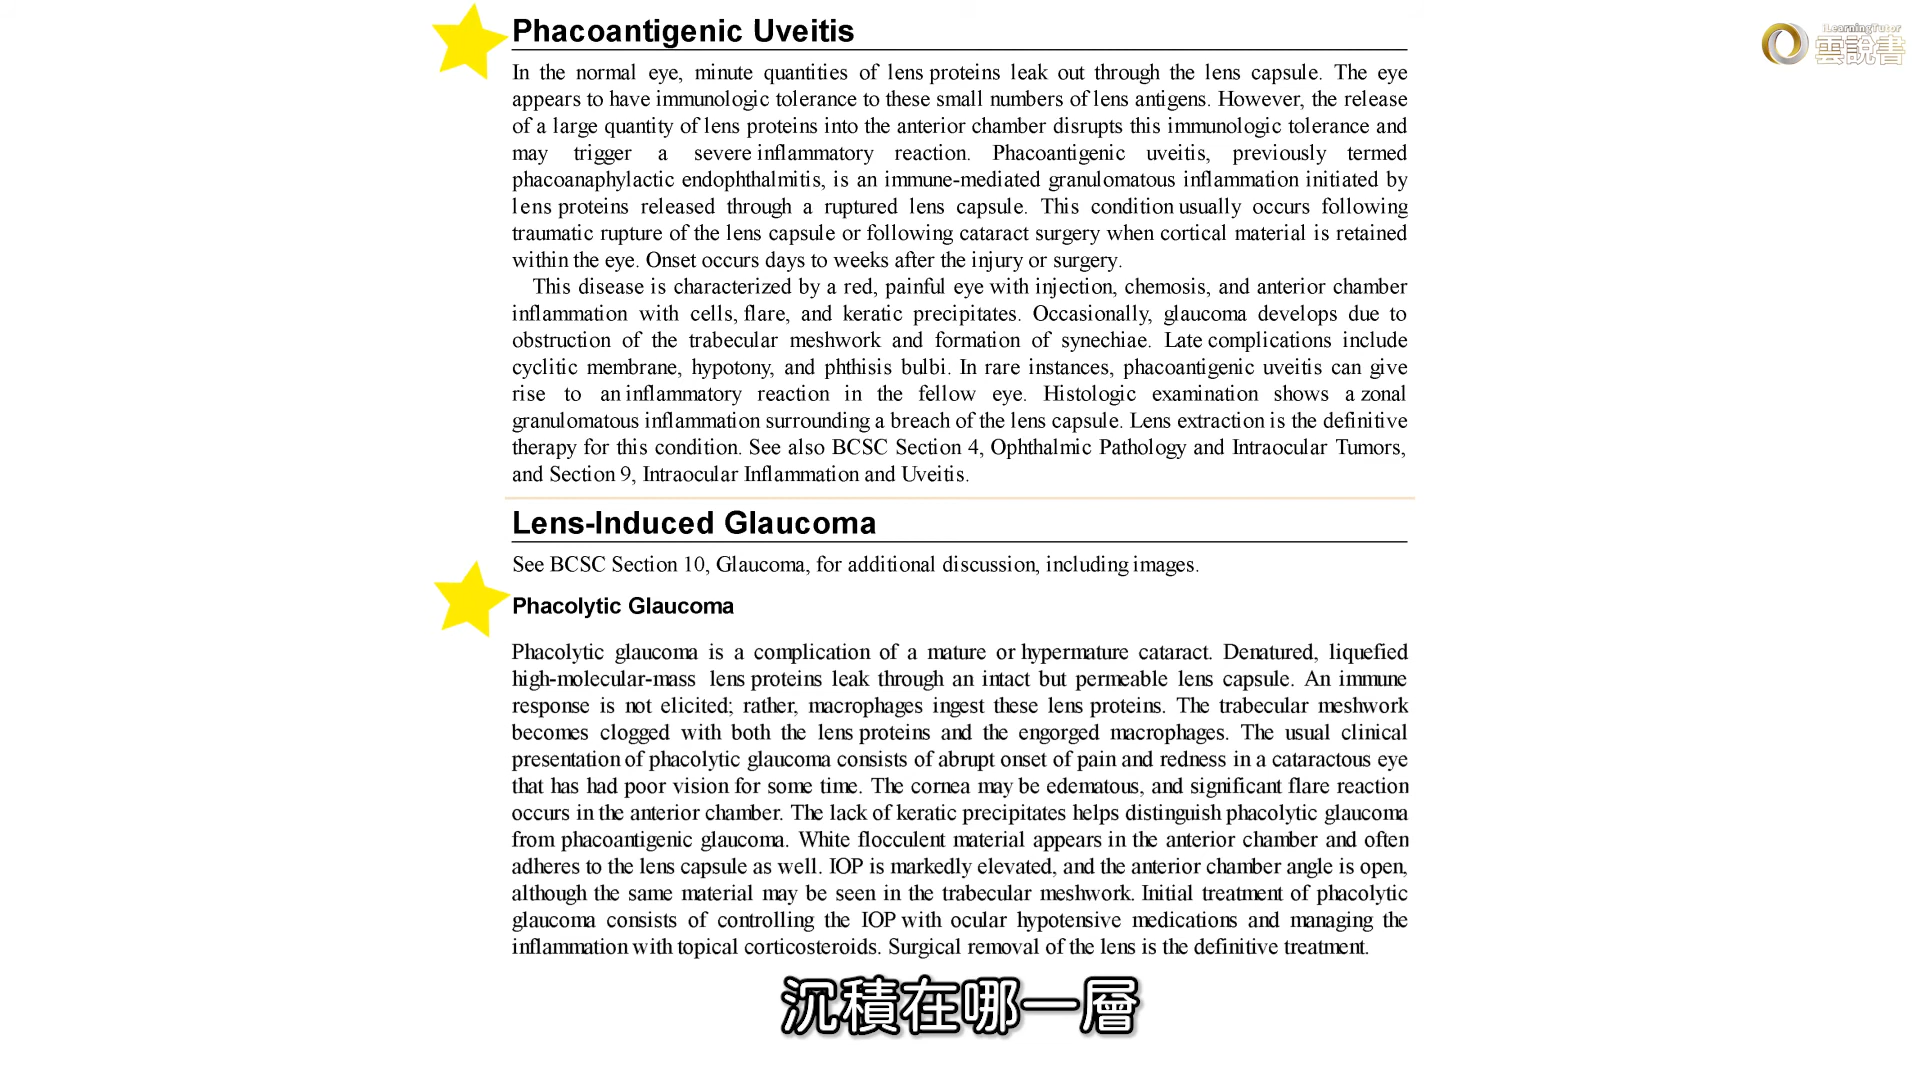 Phacoantigenic Uveitis
iLearningTutor
雲說書
In the normal eye, minute quantities of lens proteins leak out through the lens capsule. The eye
appears to have immunologic tolerance to these small numbers of lens antigens. However, the release
of a large quantity of lens proteins into the anterior chamber disrupts this immunologic tolerance and
may trigger a severe inflammatory reaction. Phacoantigenic uveitis, previously termed
phacoanaphylactic endophthalmitis, is an immune-mediated granulomatous inflammation initiated by
lens proteins released through a ruptured lens capsule. This condition usually occurs following
traumatic rupture of the lens capsule or following cataract surgery when cortical material is retained
within the eye. Onset occurs days to weeks after the injury or surgery.
This disease is characterized by a red, painful eye with injection, chemosis, and anterior chamber
inflammation with cells, flare, and keratic precipitates. Occasionally, glaucoma develops due to
obstruction of the trabecular meshwork and formation of synechiae. Late complications include
cyclitic membrane, hypotony, and phthisis bulbi. In rare instances, phacoantigenic uveitis can give
rise to an inflammatory reaction in the fellow eye. Histologic examination shows a zonal
granulomatous inflammation surrounding a breach of the lens capsule. Lens extraction is the definitive
therapy for this condition. See also BCSC Section 4, Ophthalmic Pathology and Intraocular Tumors,
and Section 9, Intraocular Inflammation and Uveitis.
Lens-Induced Glaucoma
See BCSC Section 10, Glaucoma, for additional discussion, including images.
Phacolytic Glaucoma
Phacolytic glaucoma is a complication of a mature or hypermature cataract. Denatured, liquefied
high-molecular-mass lens proteins leak through an intact but permeable lens capsule. An immune
response is not elicited; rather, macrophages ingest these lens proteins. The trabecular meshwork
becomes clogged with both the lens proteins and the engorged macrophages. The usual clinical
presentation of phacolytic glaucoma consists of abrupt onset of pain and redness in a cataractous eye
that has had poor vision for some time. The cornea may be edematous, and significant flare reaction
occurs in the anterior chamber. The lack of keratic precipitates helps distinguish phacolytic glaucoma
from phacoantigenic glaucoma. White flocculent material appears in the anterior chamber and often
adheres to the lens capsule as well. IOP is markedly elevated, and the anterior chamber angle is open,
although the same material may be seen in the trabecular meshwork. Initial treatment of phacolytic
glaucoma consists of controlling the IOP with ocular hypotensive medications and managing the
inflammation with topical corticosteroids. Surgical removal of the lens is the definitive treatment.
沉積在哪一層